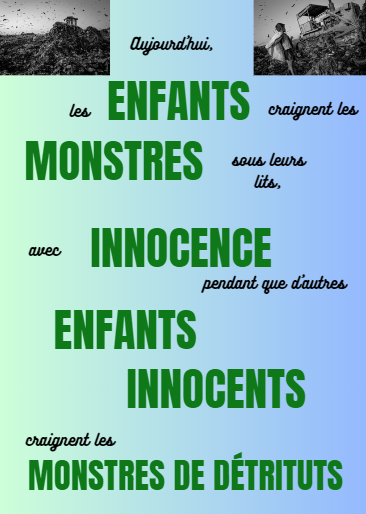 Aujourd'hui,
les ENFANTS craignent les
MONSTRES sous leurs
lits,
avec INNOCENCE
pendant que d'autres
ENFANTS
INNOCENTS
craignent les
MONSTRES DE DÉTRITUTS